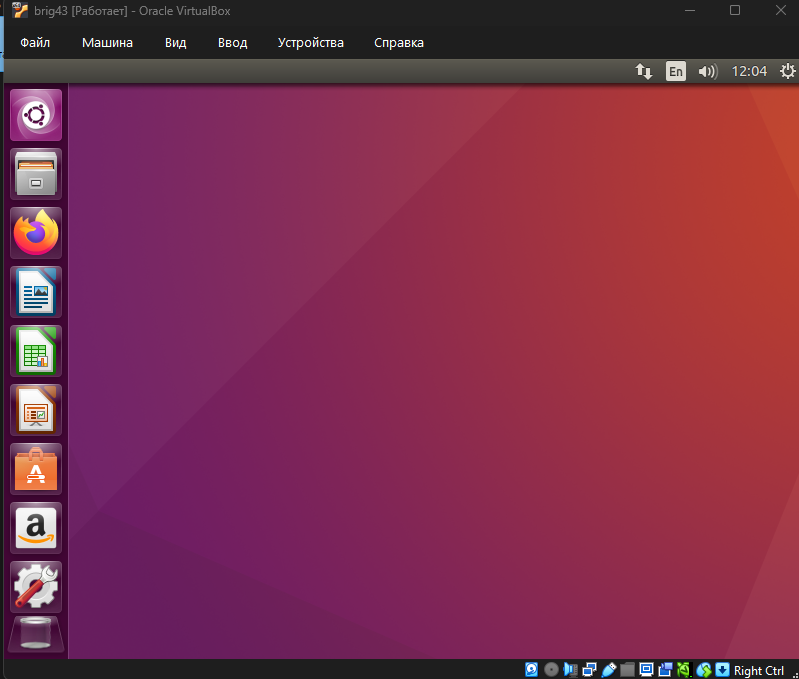 brig43 [Работает] - Oracle VirtualBox
Файл Машина Вид Ввод Устройства Справка
En 12:04
a
Right Ctrl